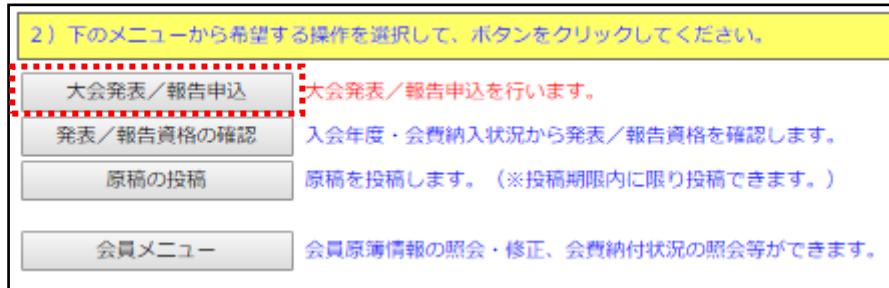 2）下のメニューから希望する操作を選択して、ボタンをクリックしてください。
大会発表／報告申込 大会発表／報告申込を行います。
発表／報告資格の確認 入会年度・会費納入状況から発表／報告資格を確認します。
原稿の投稿 原稿を投稿します。（※投稿期限内に限り投稿できます。）
会員メニュー 会員原簿情報の照会・修正、会費納付状況の照会等ができます。